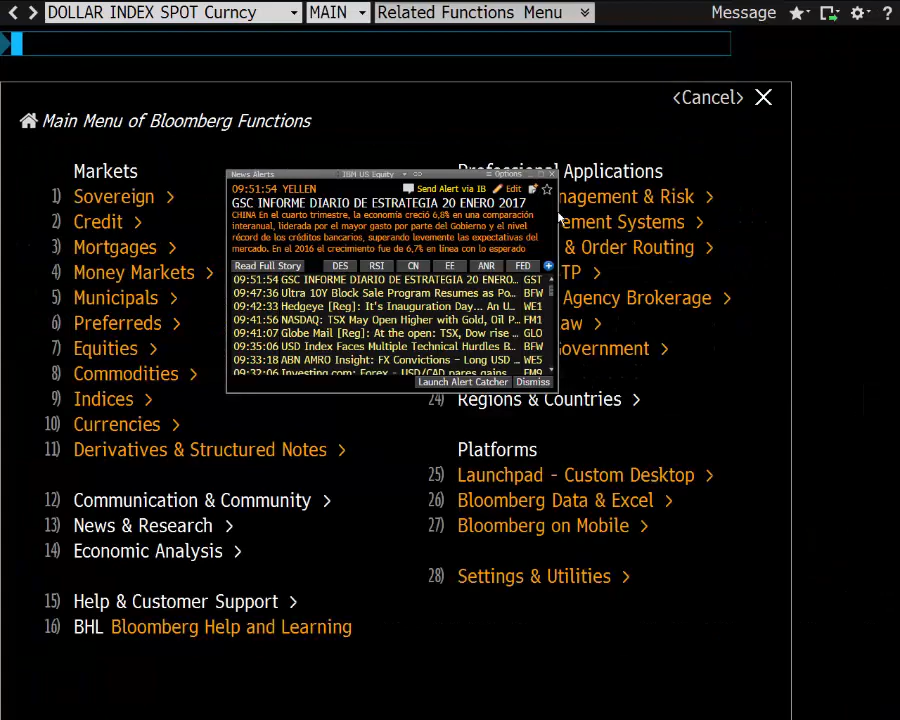 DOLLAR INDEX SPOT Curncy MAIN Related Functions Menu Message ?
<Cancel> X
Main Menu of Bloomberg Functions
Markets
1) Sovereign >
2) Credit >
3) Mortgages >
4) Money Markets >
5) Municipals >
6) Preferreds >
7) Equities >
8) Commodities >
9) Indices >
10) Currencies >
11) Derivatives & Structured Notes >
12) Communication & Community >
13) News & Research >
14) Economic Analysis >
15) Help & Customer Support >
16) BHL Bloomberg Help and Learning
News Alerts IBM US Equity Options
09:51:54 YELLEN Send Alert via IB Edit
GSC INFORME DIARIO DE ESTRATEGIA 20 ENERO 2017
CHINA En el cuarto trimestre, la economía creció 6,8% en una comparación
interanual, liderada por el mayor gasto por parte del Gobierno y el nivel
récord de los créditos bancarios, superando levemente las expectativas del
mercado. En el 2016 el crecimiento fue de 6,7% en línea con lo esperado
Read Full Story DES RSI CN EE ANR FED
09:51:54 GSC INFORME DIARIO DE ESTRATEGIA 20 ENERO... GST
09:47:36 Ultra 10Y Block Sale Program Resumes as Po... BFW
09:42:33 Hedgeye [Reg]: It's Inauguration Day... An U... WE1
09:41:56 NASDAQ: TSX May Open Higher with Gold, Oil P... FM1
09:41:07 Globe Mail [Reg]: At the open: TSX, Dow rise ... GLO
09:35:06 USD Index Faces Multiple Technical Hurdles B... BFW
09:33:18 ABN AMRO Insight: FX Convictions - Long USD ... WE5
09:32:06 Investing.com: Forex - USD/CAD pares gains... FM9
Launch Alert Catcher Dismiss
Professional Applications
nagement & Risk >
ement Systems >
& Order Routing >
TP >
Agency Brokerage >
aw >
Government >
24) Regions & Countries >
Platforms
25) Launchpad - Custom Desktop >
26) Bloomberg Data & Excel >
27) Bloomberg on Mobile >
28) Settings & Utilities >